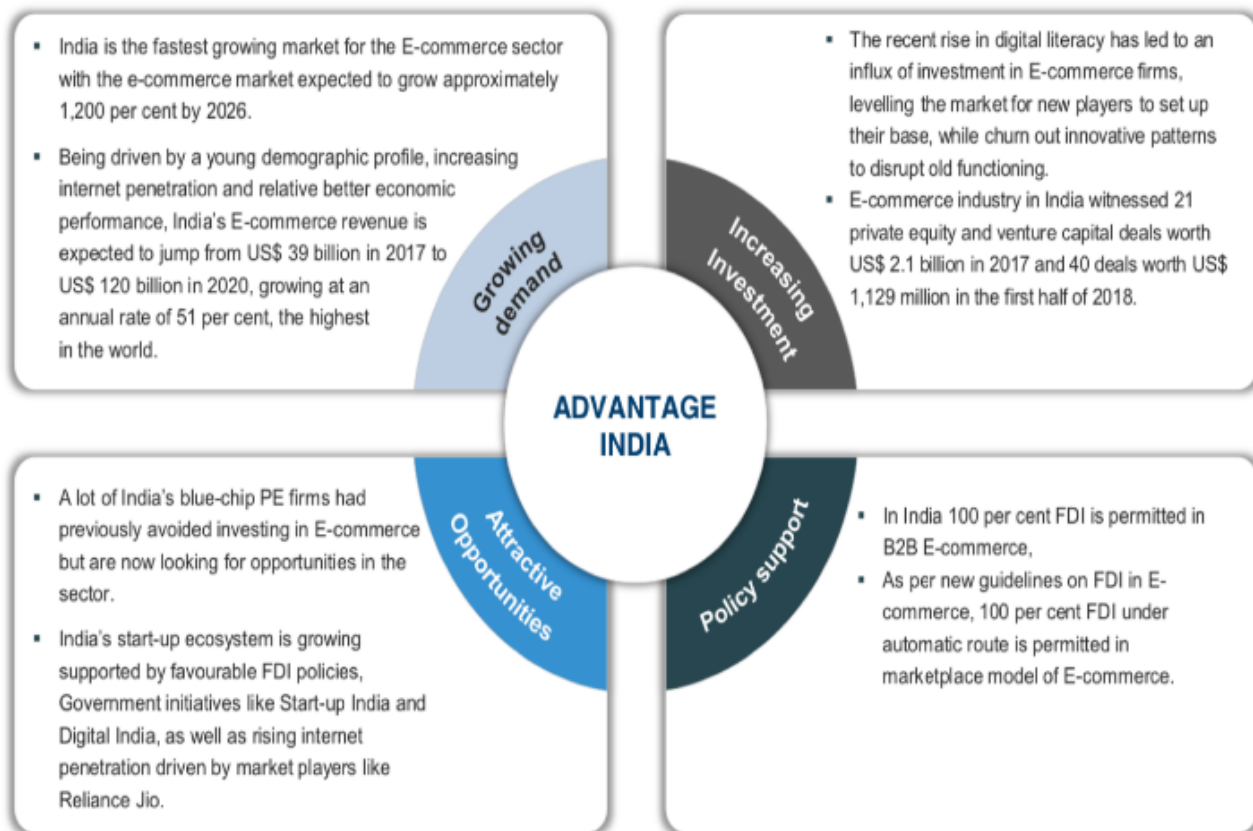 ▪ India is the fastest growing market for the E-commerce sector
with the e-commerce market expected to grow approximately
1,200 per cent by 2026.
▪ Being driven by a young demographic profile, increasing
internet penetration and relative better economic
performance, India's E-commerce revenue is
expected to jump from US$ 39 billion in 2017 to
US$ 120 billion in 2020, growing at an
annual rate of 51 per cent, the highest
in the world.
Growing
demand
▪ The recent rise in digital literacy has led to an
influx of investment in E-commerce firms,
levelling the market for new players to set up
their base, while churn out innovative patterns
to disrupt old functioning.
▪ E-commerce industry in India witnessed 21
private equity and venture capital deals worth
US$ 2.1 billion in 2017 and 40 deals worth US$
1,129 million in the first half of 2018.
Increasing
Investment
ADVANTAGE
INDIA
▪ A lot of India's blue-chip PE firms had
previously avoided investing in E-commerce
but are now looking for opportunities in the
sector.
▪ India's start-up ecosystem is growing
supported by favourable FDI policies,
Government initiatives like Start-up India and
Digital India, as well as rising internet
penetration driven by market players like
Reliance Jio.
Attractive
Opportunities
▪ In India 100 per cent FDI is permitted in
B2B E-commerce,
▪ As per new guidelines on FDI in E-
commerce, 100 per cent FDI under
automatic route is permitted in
marketplace model of E-commerce.
Policy support